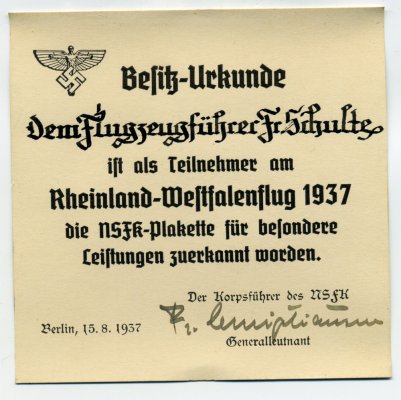 Besitz-Urkunde
Dem Flugzeugführer Fr. Schulte
ist als Teilnehmer am
Rheinland-Westfalenflug 1937
die NSFK-Plakette für besondere
Leistungen zuerkannt worden.
Der Korpsführer des NSFK
Berlin, 15. 8. 1937
Generalleutnant